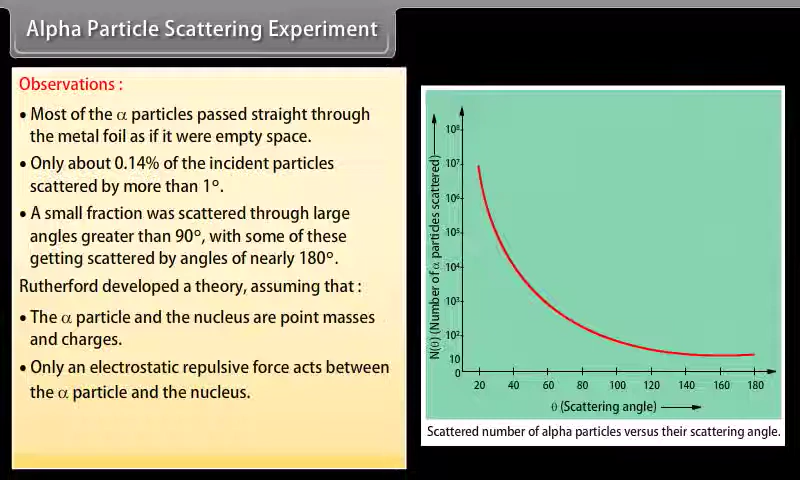 Alpha Particle Scattering Experiment
Observations :
• Most of the α particles passed straight through
the metal foil as if it were empty space.
• Only about 0.14% of the incident particles
scattered by more than 1º.
• A small fraction was scattered through large
angles greater than 90º, with some of these
getting scattered by angles of nearly 180º.
Rutherford developed a theory, assuming that :
• The α particle and the nucleus are point masses
and charges.
• Only an electrostatic repulsive force acts between
the α particle and the nucleus.
N(θ) (Number of α particles scattered)
10⁸
10⁷
10⁶
10⁵
10⁴
10³
10²
10
0
20 40 60 80 100 120 140 160 180
θ (Scattering angle)
Scattered number of alpha particles versus their scattering angle.